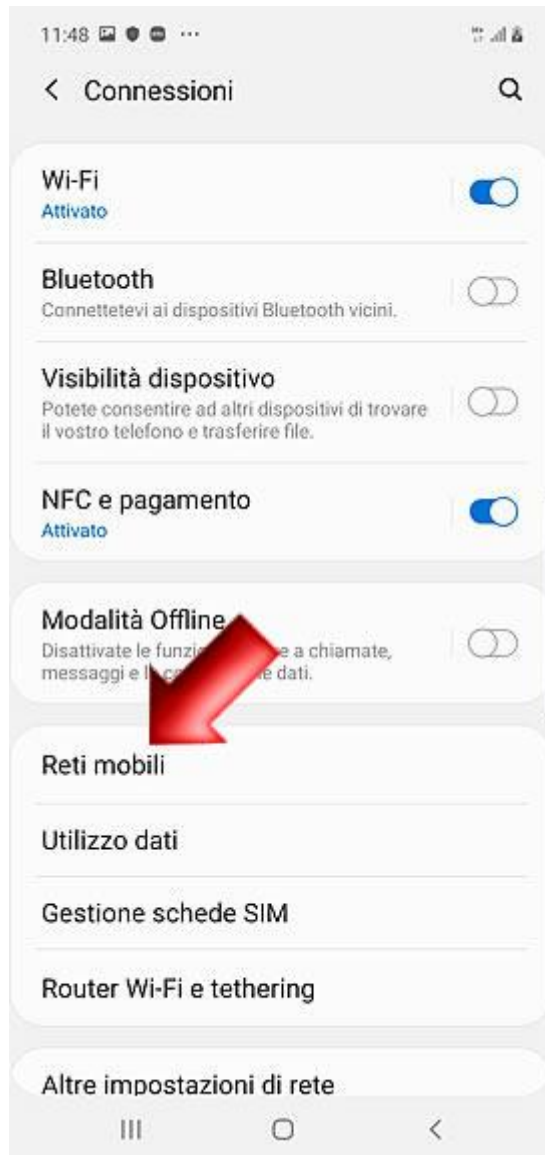 11:48
Connessioni
Wi-Fi
Attivato
Bluetooth
Connettetevi ai dispositivi Bluetooth vicini.
Visibilità dispositivo
Potete consentire ad altri dispositivi di trovare
il vostro telefono e trasferire file.
NFC e pagamento
Attivato
Modalità Offline
Disattivate le e a chiamate,
messaggi e dati.
Reti mobili
Utilizzo dati
Gestione schede SIM
Router Wi-Fi e tethering
Altre impostazioni di rete